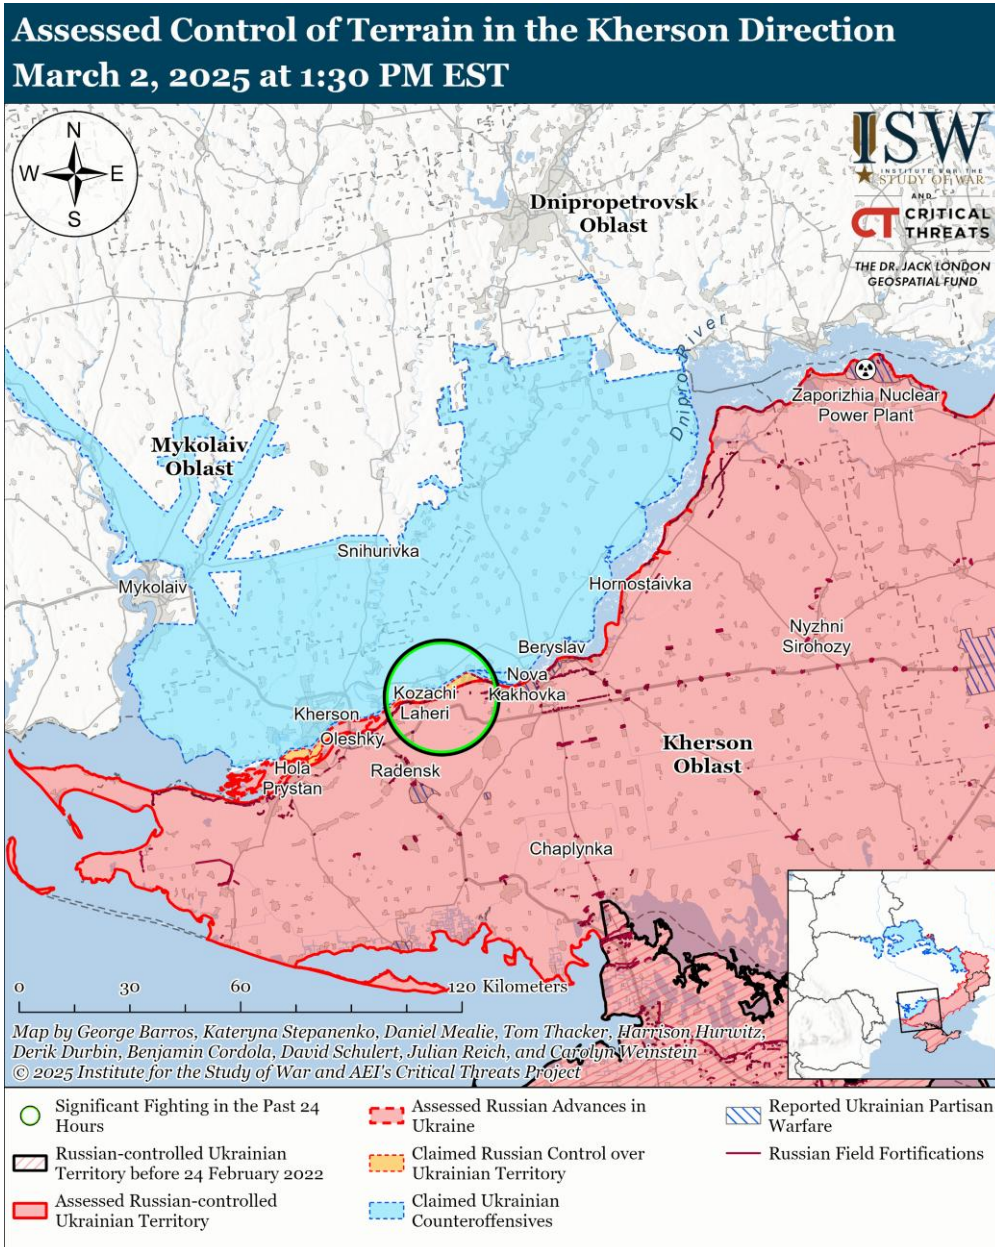 Assessed Control of Terrain in the Kherson Direction
March 2, 2025 at 1:30 PM EST
N
W E
S
ISW
INSTITUTE FOR THE
STUDY OF WAR
AND
CT CRITICAL
THREATS
THE DR. JACK LONDON
GEOSPATIAL FUND
Dnipropetrovsk
Oblast
Dnipro River
Zaporizhia Nuclear
Power Plant
Mykolaiv
Oblast
Snihurivka
Mykolaiv
Hornostaivka
Nyzhni
Sirohozy
Beryslav
Nova
Kakhovka
Kozachi
Laheri
Kherson
Oleshky
Kherson
Oblast
Hola
Prystan
Radensk
Chaplynka
0 30 60 120 Kilometers
Map by George Barros, Kateryna Stepanenko, Daniel Mealie, Tom Thacker, Harrison Hurwitz,
Derik Durbin, Benjamin Cordola, David Schulert, Julian Reich, and Carolyn Weinstein
© 2025 Institute for the Study of War and AEI's Critical Threats Project
Significant Fighting in the Past 24
Hours
Russian-controlled Ukrainian
Territory before 24 February 2022
Assessed Russian-controlled
Ukrainian Territory
Assessed Russian Advances in
Ukraine
Claimed Russian Control over
Ukrainian Territory
Claimed Ukrainian
Counteroffensives
Reported Ukrainian Partisan
Warfare
Russian Field Fortifications